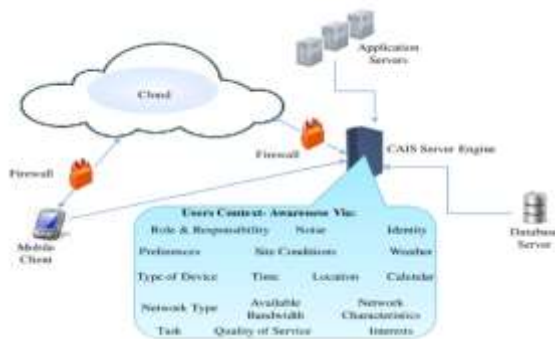 Application
Servers
Cloud
Firewall
CAIS Server Engine
Firewall
Mobile
Client
Database
Server
Users Context- Awareness Via:
Role & Responsibility Noise Identity
Preferences Site Conditions Weather
Type of Device Time Location Calendar
Network Type Available Bandwidth Network Characteristics
Task Quality of Service Interests